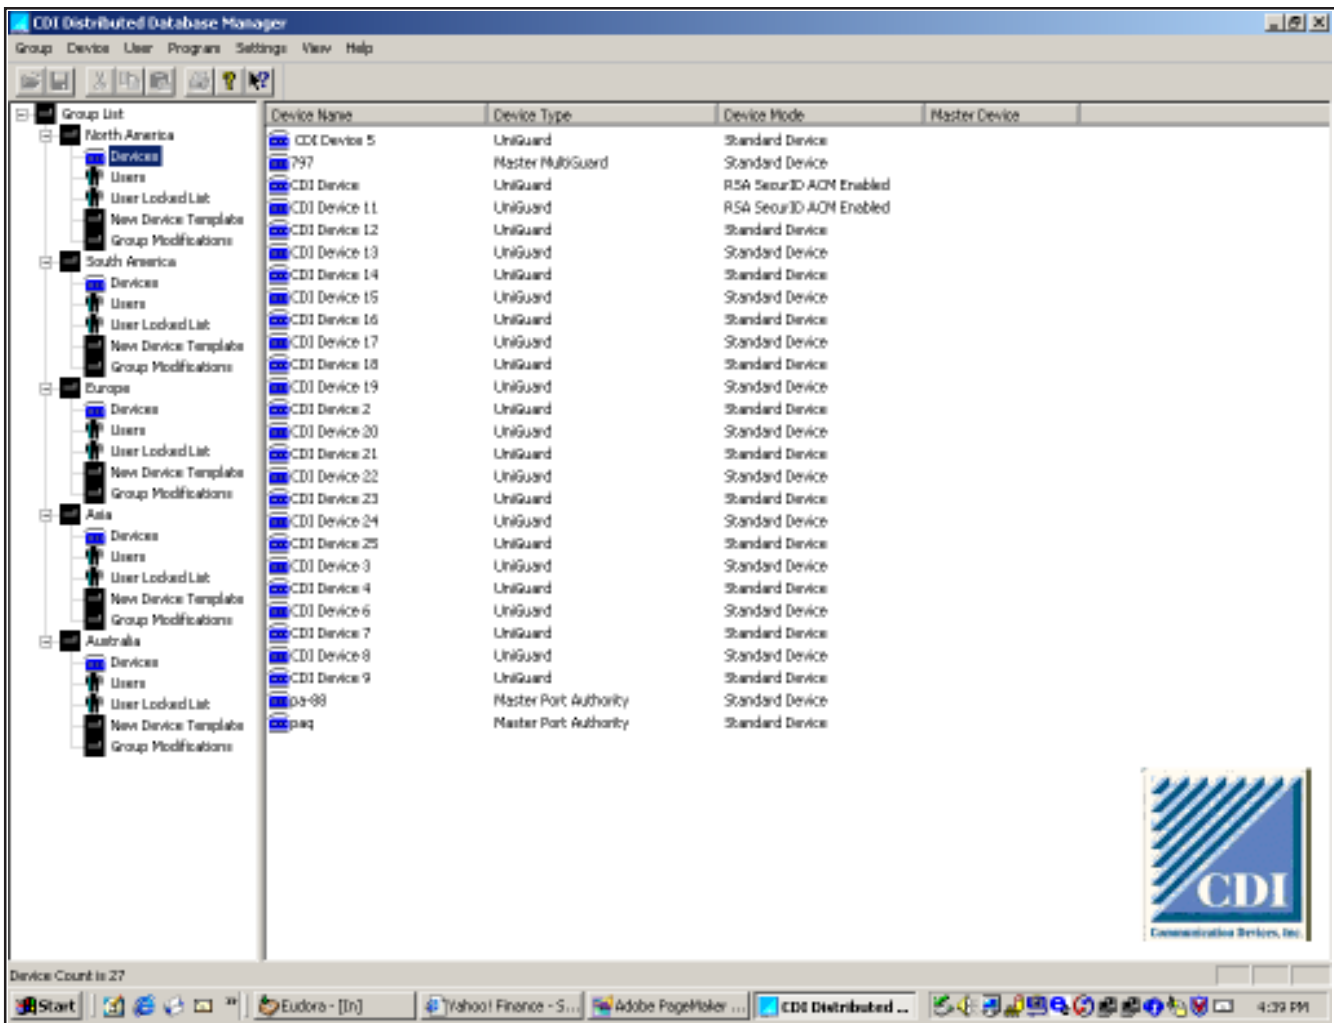 CDI Distributed Database Manager
Group Device User Program Settings View Help
Group List
North America
Devices
Users
User Locked List
New Device Template
Group Modifications
South America
Devices
Users
User Locked List
New Device Template
Group Modifications
Europe
Devices
Users
User Locked List
New Device Template
Group Modifications
Asia
Devices
Users
User Locked List
New Device Template
Group Modifications
Australia
Devices
Users
User Locked List
New Device Template
Group Modifications
Device Name Device Type Device Mode Master Device
CDI Device 5 UniGuard Standard Device
797 Master MultiGuard Standard Device
CDI Device UniGuard RSA SecurID ACM Enabled
CDI Device 11 UniGuard RSA SecurID ACM Enabled
CDI Device 12 UniGuard Standard Device
CDI Device 13 UniGuard Standard Device
CDI Device 14 UniGuard Standard Device
CDI Device 15 UniGuard Standard Device
CDI Device 16 UniGuard Standard Device
CDI Device 17 UniGuard Standard Device
CDI Device 18 UniGuard Standard Device
CDI Device 19 UniGuard Standard Device
CDI Device 2 UniGuard Standard Device
CDI Device 20 UniGuard Standard Device
CDI Device 21 UniGuard Standard Device
CDI Device 22 UniGuard Standard Device
CDI Device 23 UniGuard Standard Device
CDI Device 24 UniGuard Standard Device
CDI Device 25 UniGuard Standard Device
CDI Device 3 UniGuard Standard Device
CDI Device 4 UniGuard Standard Device
CDI Device 6 UniGuard Standard Device
CDI Device 7 UniGuard Standard Device
CDI Device 8 UniGuard Standard Device
CDI Device 9 UniGuard Standard Device
pa-88 Master Port Authority Standard Device
paq Master Port Authority Standard Device
CDI
Communication Devices, Inc.
Device Count is 27
Start Eudora - [In] Yahoo! Finance - S... Adobe PageMaker ... CDI Distributed ... 4:39 PM